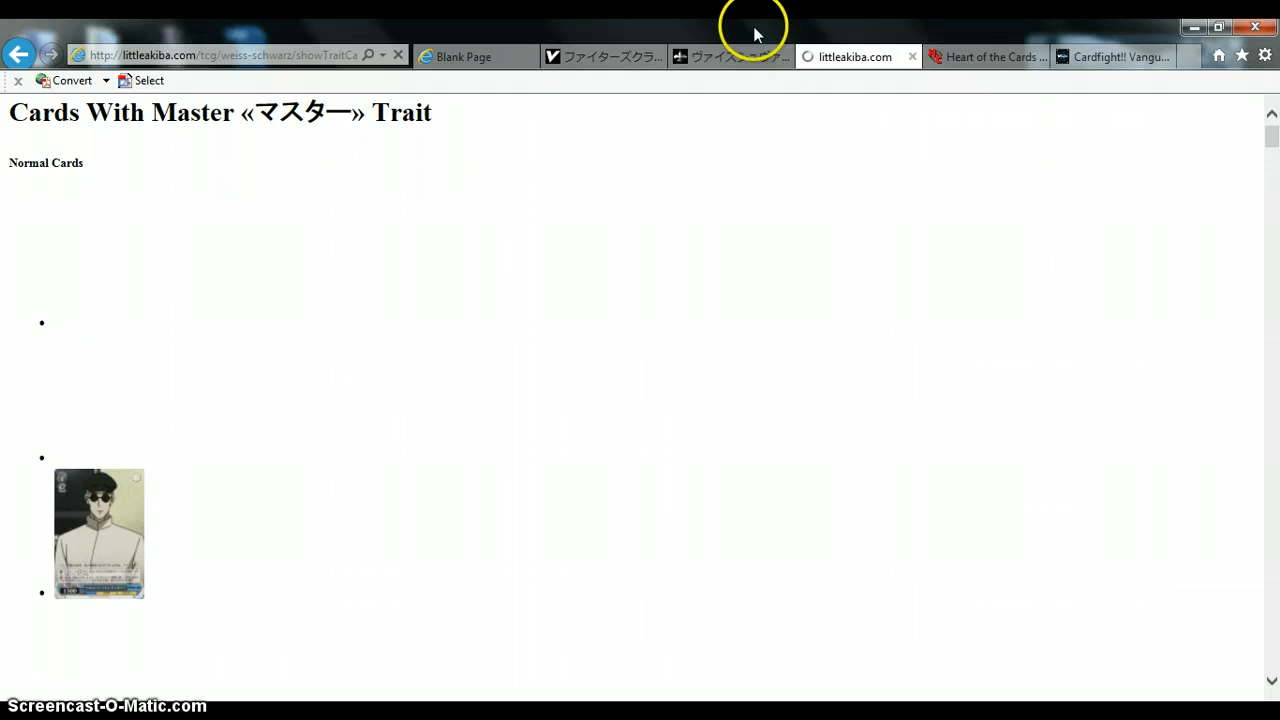 http://littleakiba.com/tcg/weiss-schwarz/showTraitCa
Blank Page
ファイターズクラ...
littleakiba.com
Heart of the Cards ...
Cardfight!! Vangu...
Convert
Select
Cards With Master «マスター» Trait
Normal Cards
Screencast-O-Matic.com